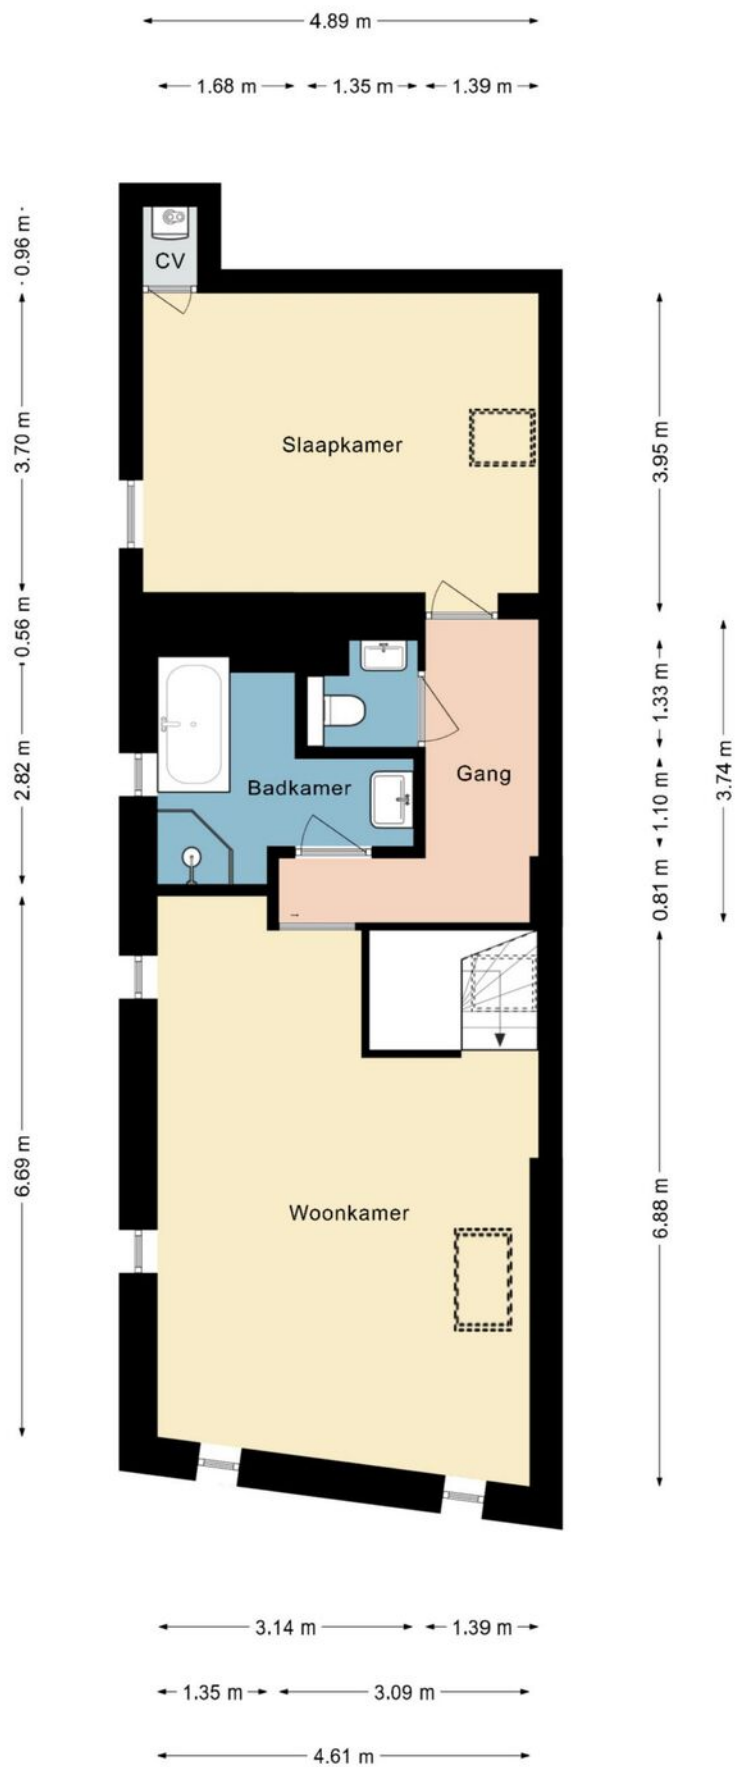 4.89 m
1.68 m
1.35 m
1.39 m
0.96 m
CV
3.70 m
Slaapkamer
3.95 m
0.56 m
1.33 m
3.74 m
2.82 m
Badkamer
Gang
1.10 m
0.81 m
6.69 m
Woonkamer
6.88 m
3.14 m
1.39 m
1.35 m
3.09 m
4.61 m